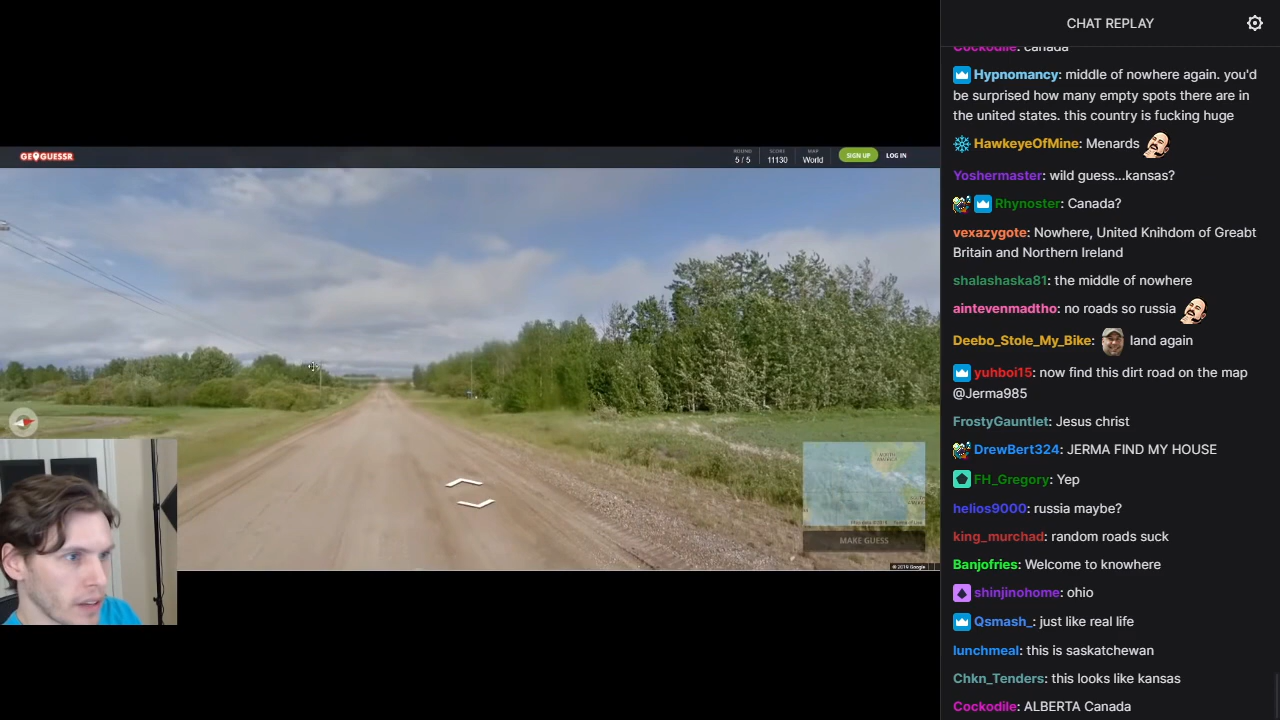 CHAT REPLAY
Cockodile: canada
Hypnomancy: middle of nowhere again. you'd
be surprised how many empty spots there are in
the united states. this country is fucking huge
HawkeyeOfMine: Menards
Yoshermaster: wild guess...kansas?
Rhynoster: Canada?
vexazygote: Nowhere, United Knihdom of Greabt
Britain and Northern Ireland
shalashaska81: the middle of nowhere
aintevenmadtho: no roads so russia
Deebo_Stole_My_Bike: land again
yuhboi15: now find this dirt road on the map
@Jerma985
FrostyGauntlet: Jesus christ
DrewBert324: JERMA FIND MY HOUSE
FH_Gregory: Yep
helios9000: russia maybe?
king_murchad: random roads suck
Banjofries: Welcome to knowhere
shinjinohome: ohio
Qsmash_: just like real life
lunchmeal: this is saskatchewan
Chkn_Tenders: this looks like kansas
Cockodile: ALBERTA Canada
GEOGUESSR
ROUND SCORE MAP
5 / 5 11130 World SIGN UP LOG IN
MAKE GUESS
© 2019 Google